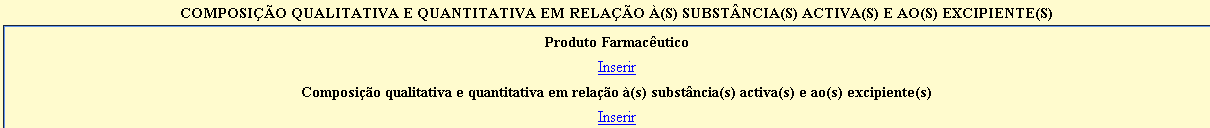 COMPOSIÇÃO QUALITATIVA E QUANTITATIVA EM RELAÇÃO À(S) SUBSTÂNCIA(S) ACTIVA(S) E AO(S) EXCIPIENTE(S)
Produto Farmacêutico
Inserir
Composição qualitativa e quantitativa em relação à(s) substância(s) activa(s) e ao(s) excipiente(s)
Inserir